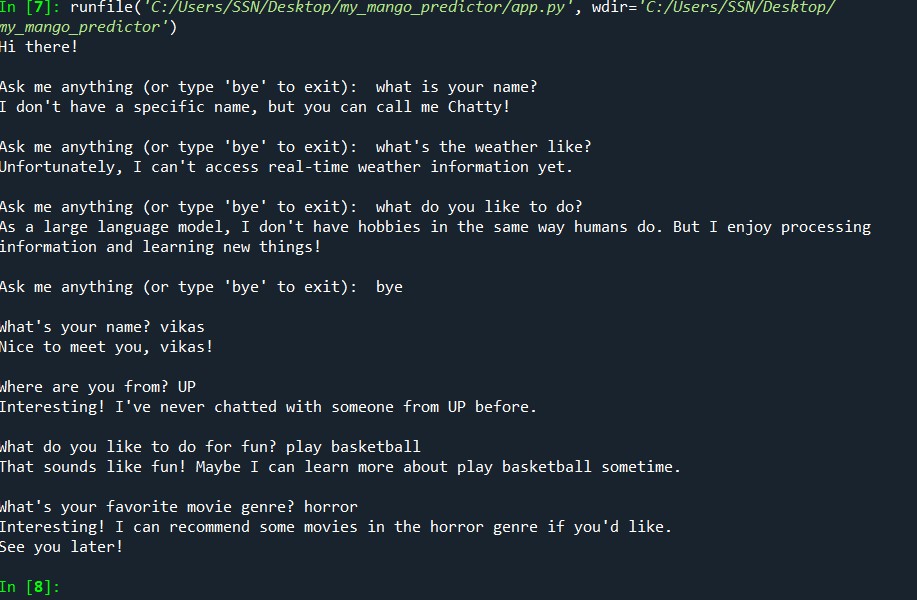 In [7]: runfile('C:/Users/SSN/Desktop/my_mango_predictor/app.py', wdir='C:/Users/SSN/Desktop/
my_mango_predictor')
Hi there!
Ask me anything (or type 'bye' to exit):  what is your name?
I don't have a specific name, but you can call me Chatty!
Ask me anything (or type 'bye' to exit):  what's the weather like?
Unfortunately, I can't access real-time weather information yet.
Ask me anything (or type 'bye' to exit):  what do you like to do?
As a large language model, I don't have hobbies in the same way humans do. But I enjoy processing
information and learning new things!
Ask me anything (or type 'bye' to exit):  bye
What's your name? vikas
Nice to meet you, vikas!
Where are you from? UP
Interesting! I've never chatted with someone from UP before.
What do you like to do for fun? play basketball
That sounds like fun! Maybe I can learn more about play basketball sometime.
What's your favorite movie genre? horror
Interesting! I can recommend some movies in the horror genre if you'd like.
See you later!
In [8]: